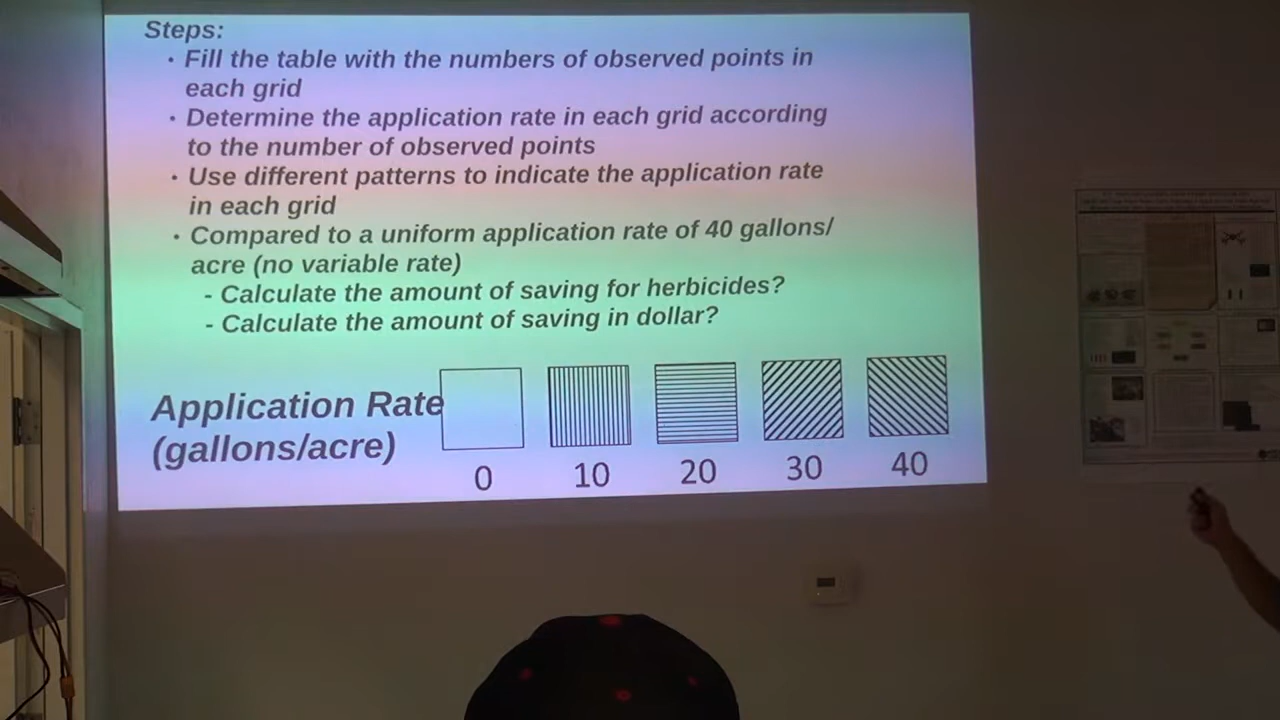 Steps:
• Fill the table with the numbers of observed points in
each grid
• Determine the application rate in each grid according
to the number of observed points
• Use different patterns to indicate the application rate
in each grid
• Compared to a uniform application rate of 40 gallons/
acre (no variable rate)
- Calculate the amount of saving for herbicides?
- Calculate the amount of saving in dollar?
Application Rate
(gallons/acre)
0 10 20 30 40